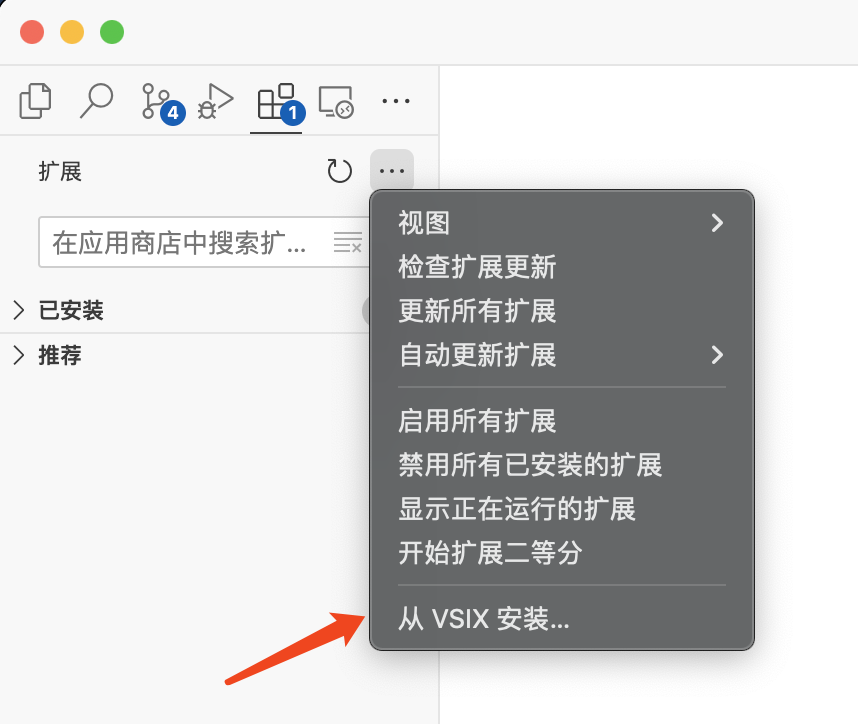 4
1
扩展
在应用商店中搜索扩...
已安装
推荐
视图
检查扩展更新
更新所有扩展
自动更新扩展
启用所有扩展
禁用所有已安装的扩展
显示正在运行的扩展
开始扩展二等分
从 VSIX 安装...